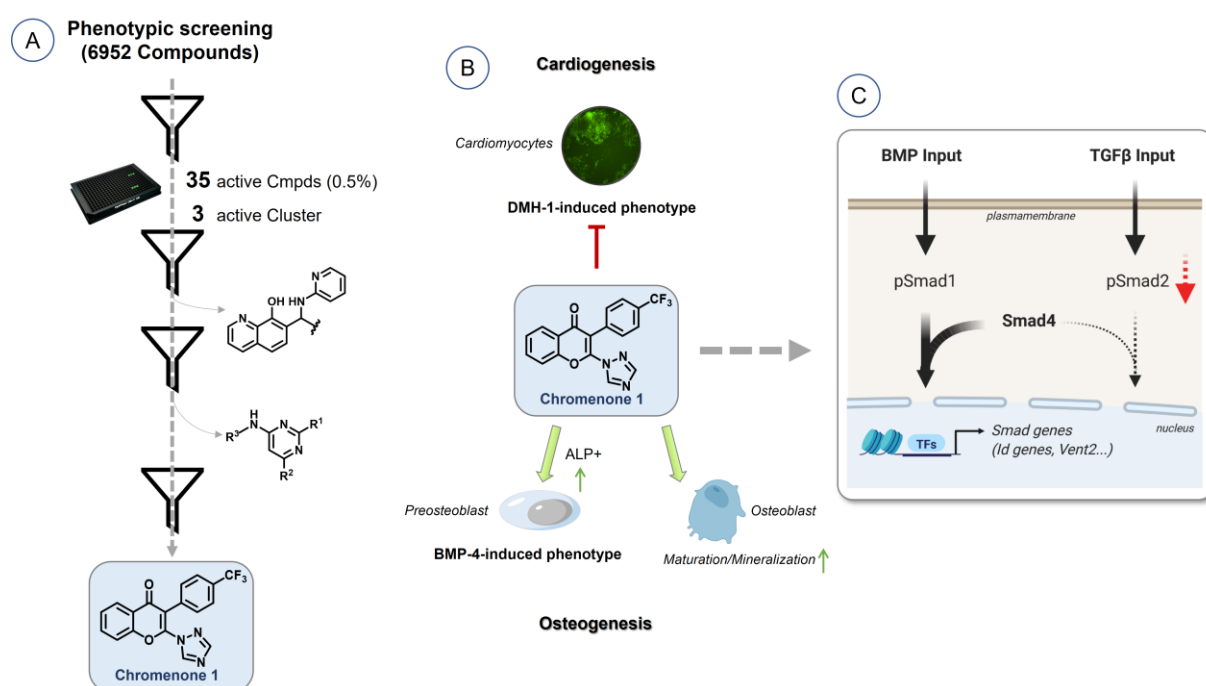 A
Phenotypic screening
(6952 Compounds)
35 active Cmpds (0.5%)
3 active Cluster
N
OH
HN
N
H
N
R³
N
R¹
N
R²
O
CF₃
O
N
N
N
Chromenone 1
B
Cardiogenesis
Cardiomyocytes
DMH-1-induced phenotype
O
CF₃
O
N
N
N
Chromenone 1
ALP+
Preosteoblast
BMP-4-induced phenotype
Osteoblast
Maturation/Mineralization
Osteogenesis
C
BMP Input
TGFβ Input
plasmamembrane
pSmad1
pSmad2
Smad4
nucleus
TFs
Smad genes
(Id genes, Vent2...)